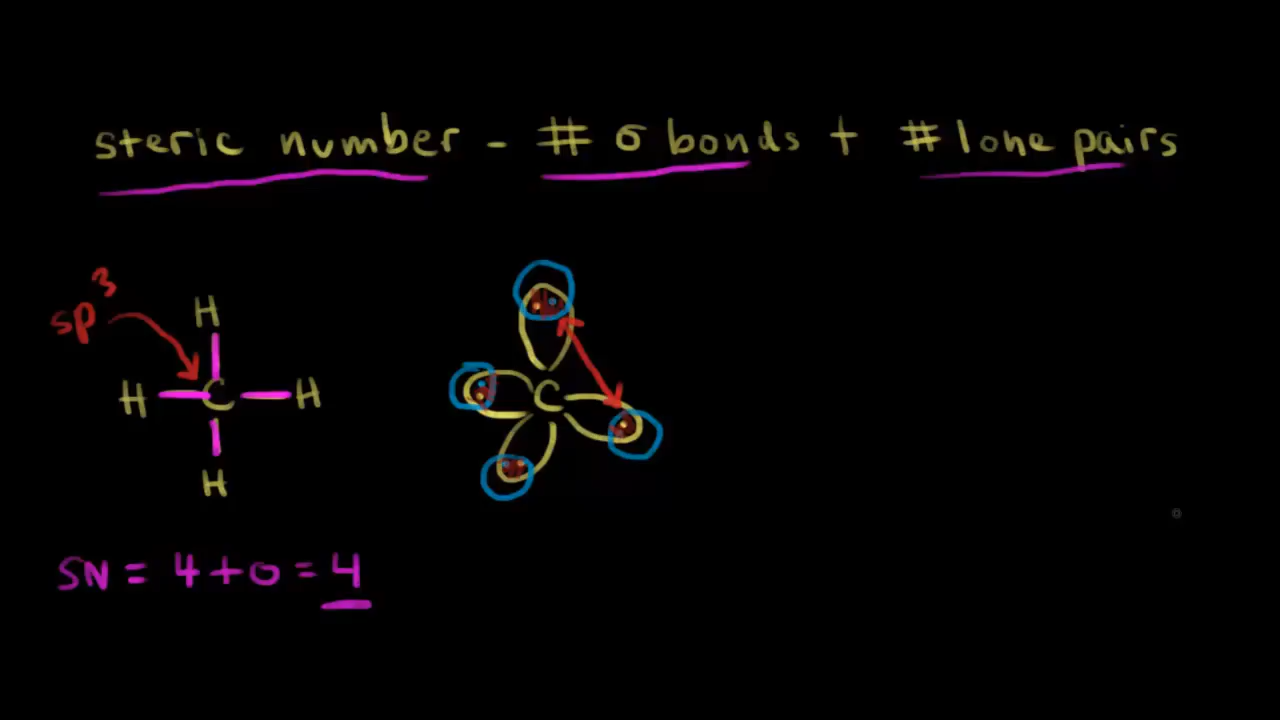 steric number - # σ bonds + # lone pairs
sp³
H
H C H C
H
SN = 4 + 0 = 4